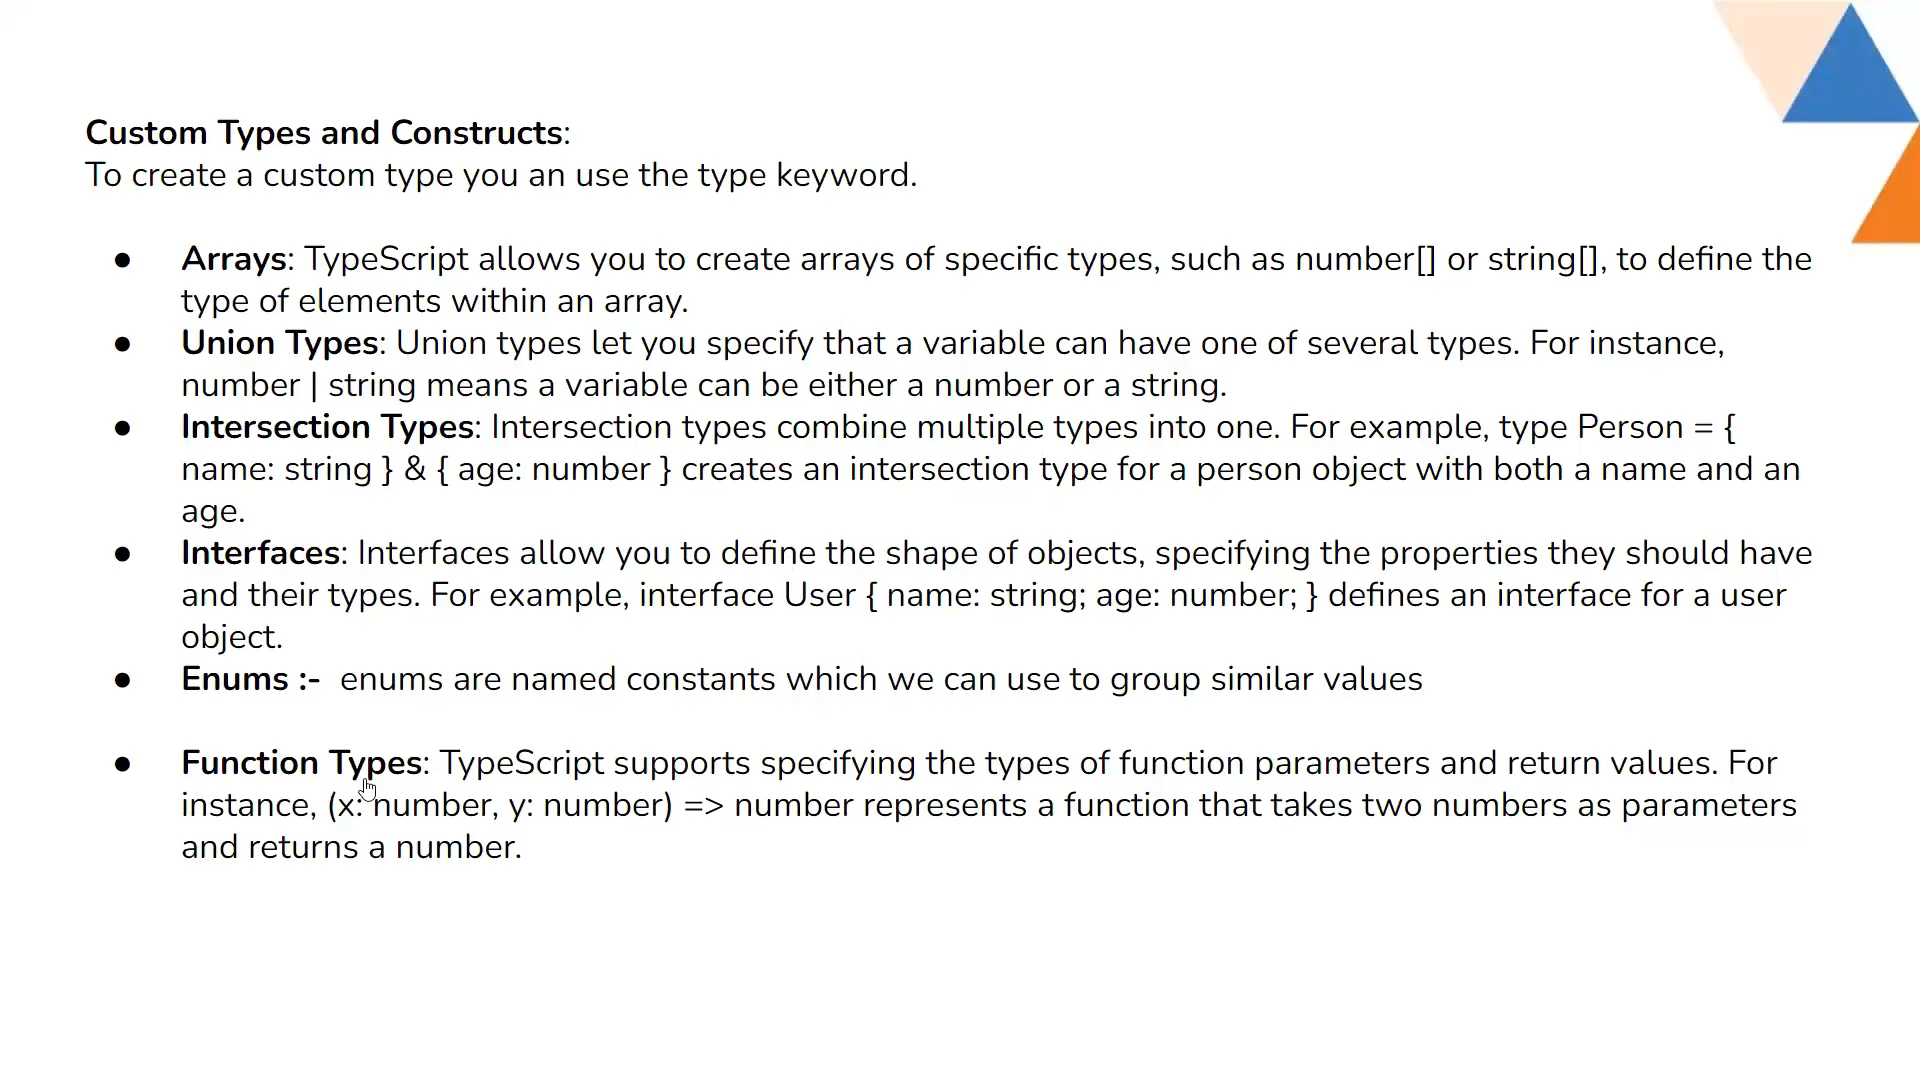 Custom Types and Constructs:
To create a custom type you an use the type keyword.
● Arrays: TypeScript allows you to create arrays of specific types, such as number[] or string[], to define the
type of elements within an array.
● Union Types: Union types let you specify that a variable can have one of several types. For instance,
number | string means a variable can be either a number or a string.
● Intersection Types: Intersection types combine multiple types into one. For example, type Person = {
name: string } & { age: number } creates an intersection type for a person object with both a name and an
age.
● Interfaces: Interfaces allow you to define the shape of objects, specifying the properties they should have
and their types. For example, interface User { name: string; age: number; } defines an interface for a user
object.
● Enums :-  enums are named constants which we can use to group similar values
● Function Types: TypeScript supports specifying the types of function parameters and return values. For
instance, (x: number, y: number) => number represents a function that takes two numbers as parameters
and returns a number.